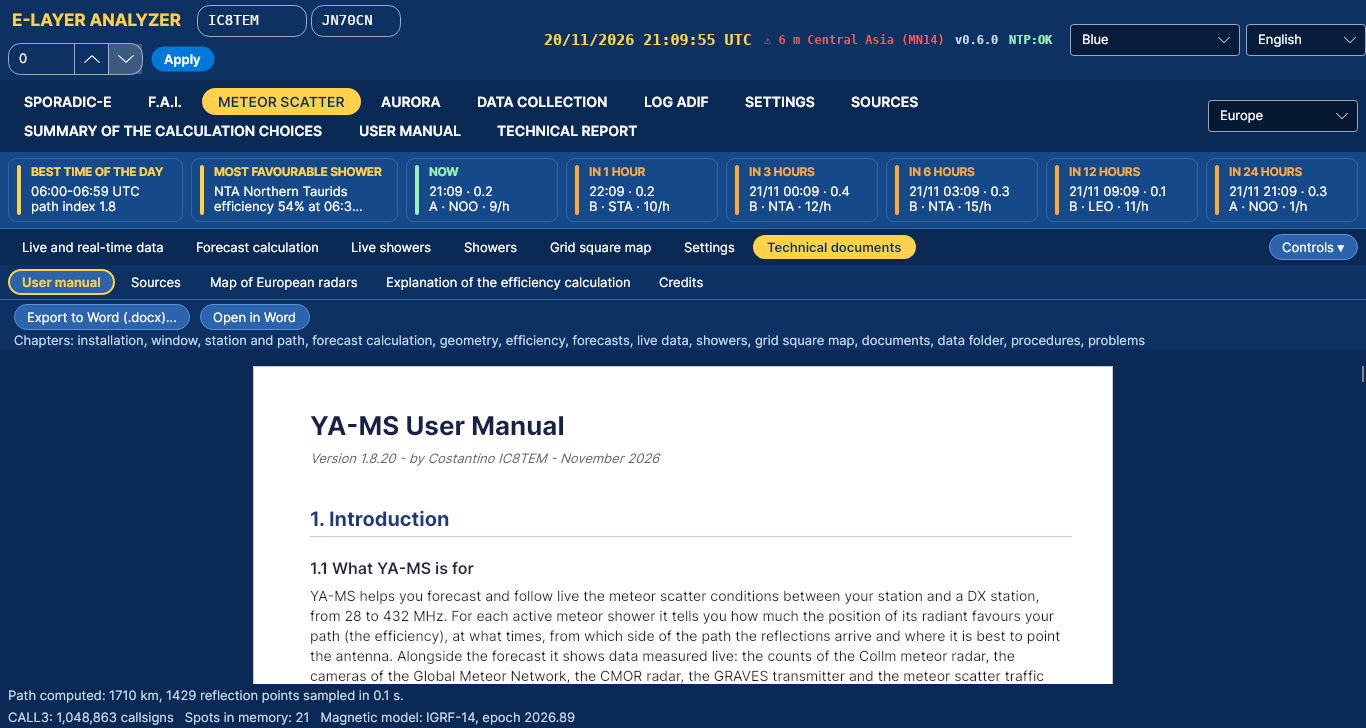 E-LAYER ANALYZER IC8TEM JN70CN
0 Apply
20/11/2026 21:09:55 UTC ⚠ 6 m Central Asia (MN14) v0.6.0 NTP:OK Blue English
SPORADIC-E F.A.I. METEOR SCATTER AURORA DATA COLLECTION LOG ADIF SETTINGS SOURCES
SUMMARY OF THE CALCULATION CHOICES USER MANUAL TECHNICAL REPORT
Europe
BEST TIME OF THE DAY
06:00-06:59 UTC
path index 1.8
MOST FAVOURABLE SHOWER
NTA Northern Taurids
efficiency 54% at 06:3...
NOW
21:09 · 0.2
A · NOO · 9/h
IN 1 HOUR
22:09 · 0.2
B · STA · 10/h
IN 3 HOURS
21/11 00:09 · 0.4
B · NTA · 12/h
IN 6 HOURS
21/11 03:09 · 0.3
B · NTA · 15/h
IN 12 HOURS
21/11 09:09 · 0.1
B · LEO · 11/h
IN 24 HOURS
21/11 21:09 · 0.3
A · NOO · 1/h
Live and real-time data Forecast calculation Live showers Showers Grid square map Settings Technical documents Controls ▾
User manual Sources Map of European radars Explanation of the efficiency calculation Credits
Export to Word (.docx)... Open in Word
Chapters: installation, window, station and path, forecast calculation, geometry, efficiency, forecasts, live data, showers, grid square map, documents, data folder, procedures, problems
YA-MS User Manual
Version 1.8.20 - by Costantino IC8TEM - November 2026
1. Introduction
1.1 What YA-MS is for
YA-MS helps you forecast and follow live the meteor scatter conditions between your station and a DX station,
from 28 to 432 MHz. For each active meteor shower it tells you how much the position of its radiant favours your
path (the efficiency), at what times, from which side of the path the reflections arrive and where it is best to point
the antenna. Alongside the forecast it shows data measured live: the counts of the Collm meteor radar, the
cameras of the Global Meteor Network, the CMOR radar, the GRAVES transmitter and the meteor scatter traffic
Path computed: 1710 km, 1429 reflection points sampled in 0.1 s.
CALL3: 1,048,863 callsigns Spots in memory: 21 Magnetic model: IGRF-14, epoch 2026.89